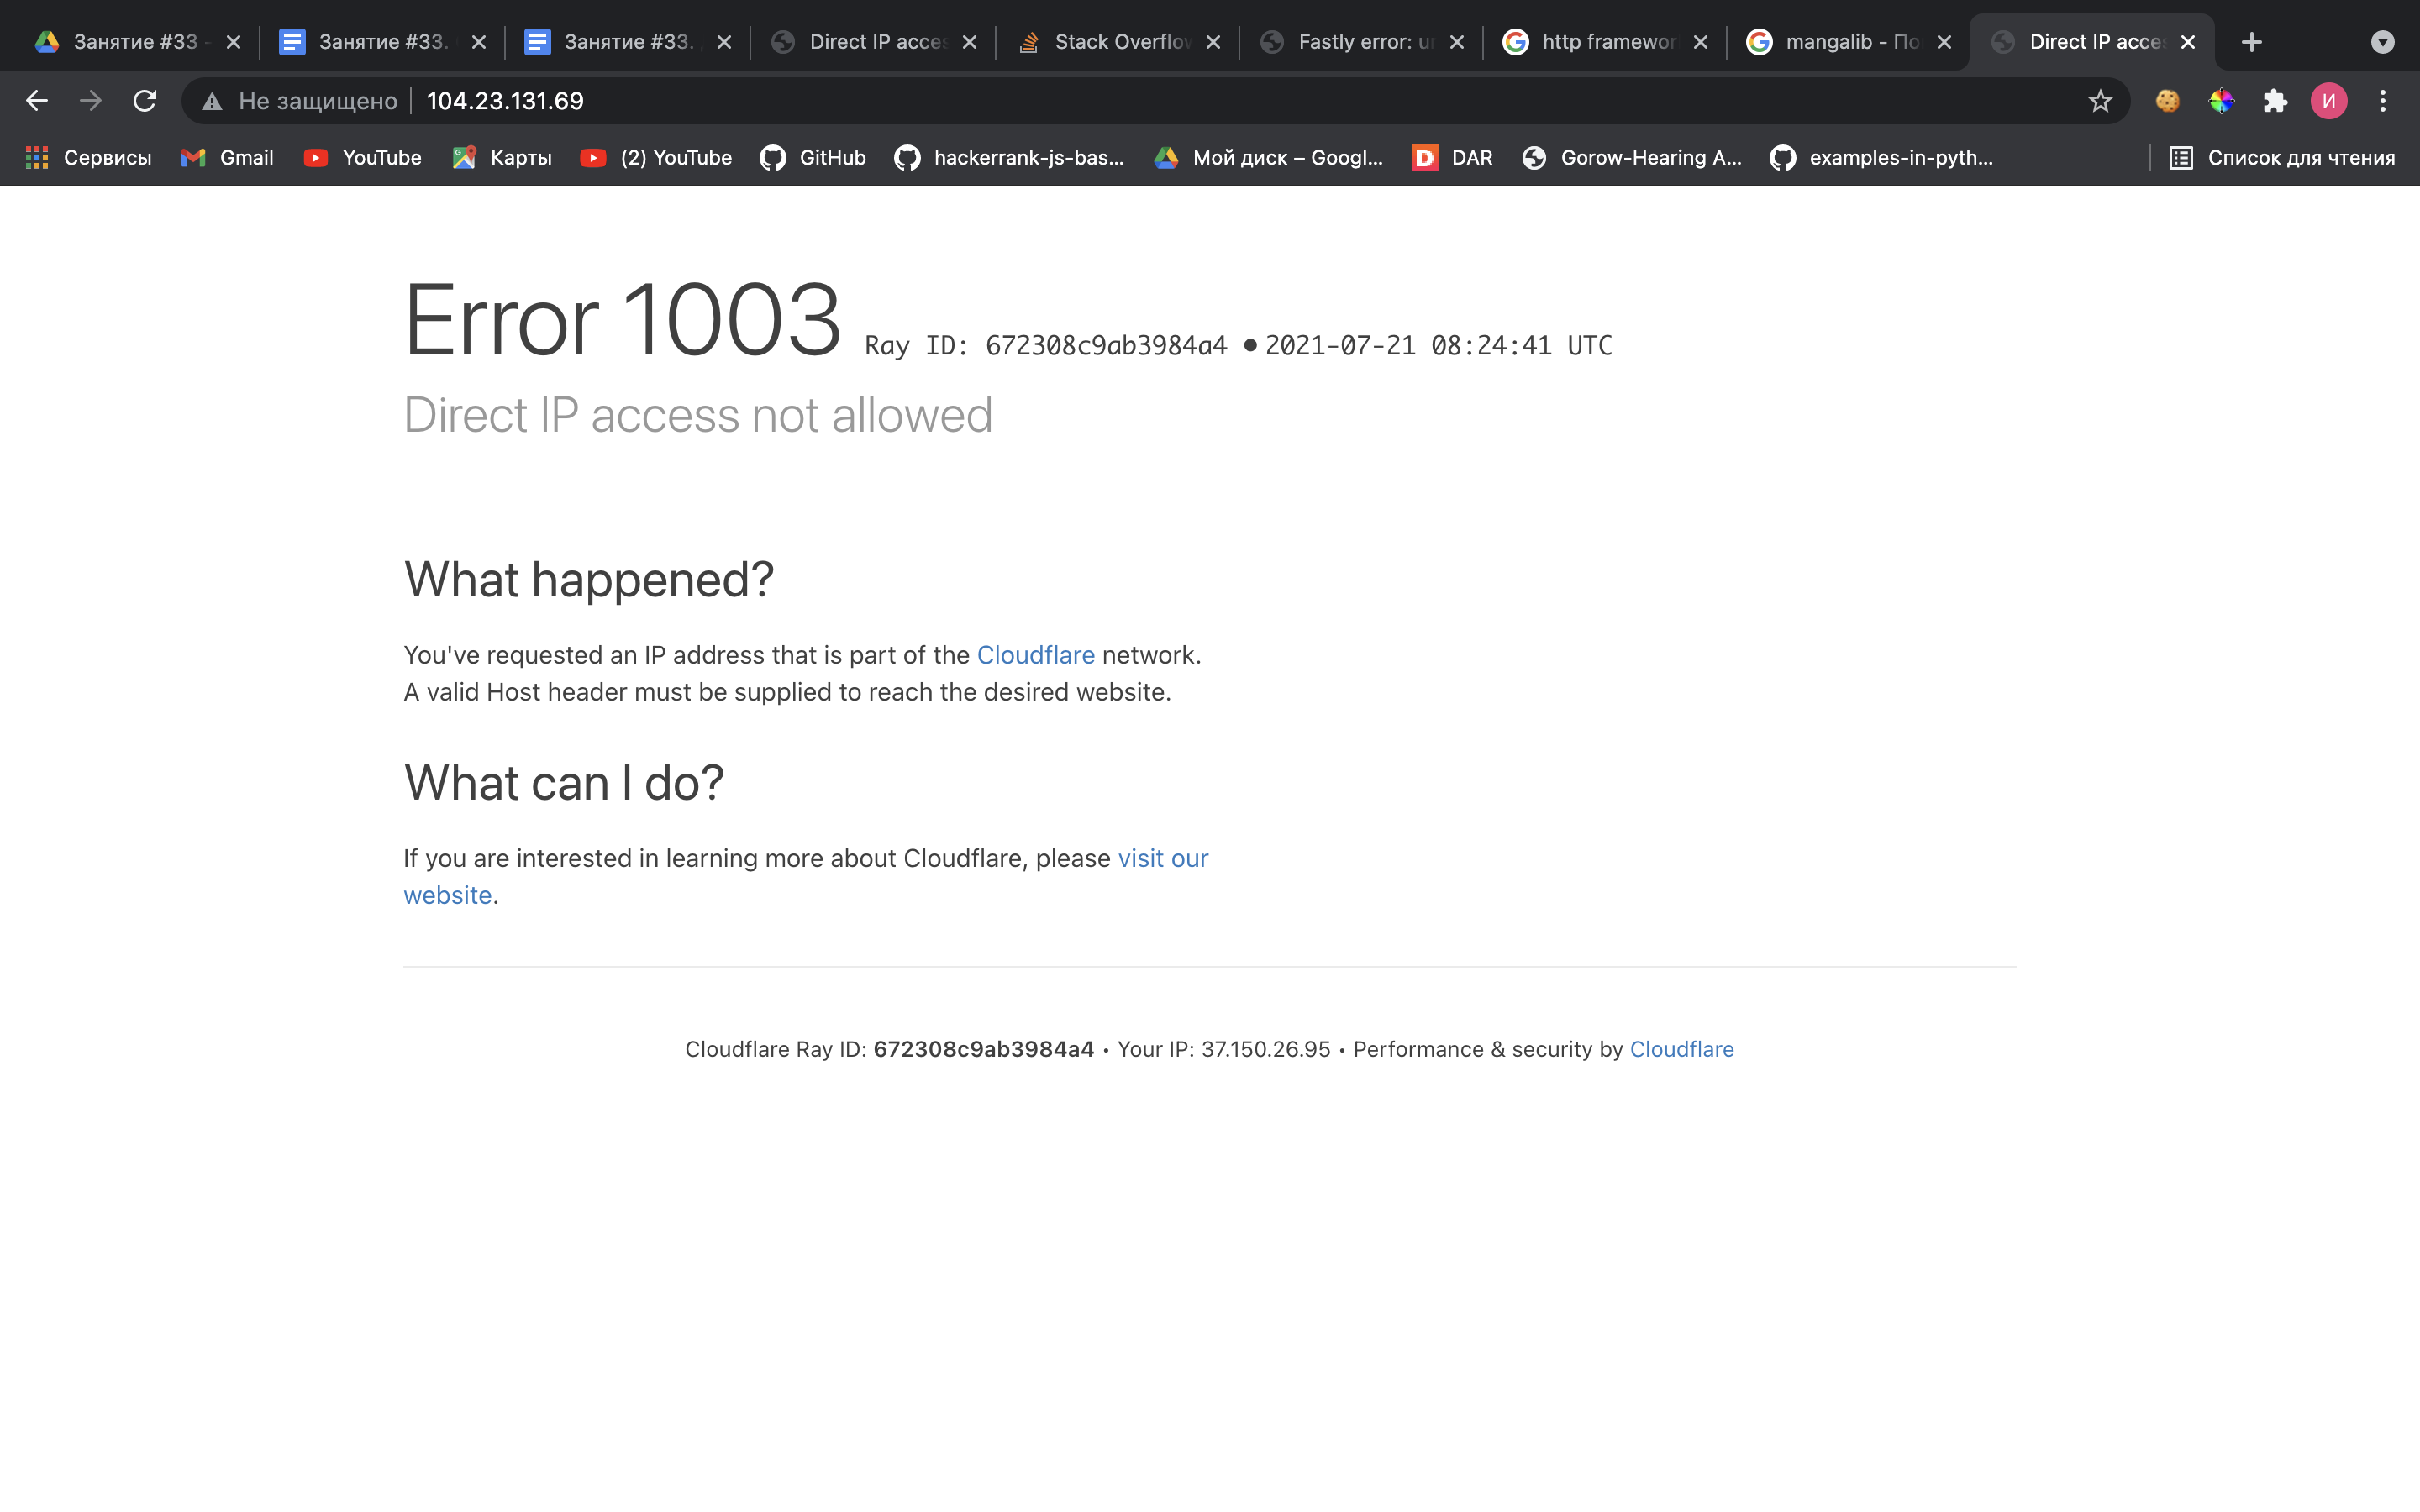 Занятие #33 -
Занятие #33.
Занятие #33.
Direct IP acces
Stack Overflow
Fastly error: un
http framewor
mangalib - По
Direct IP acces
Не защищено
104.23.131.69
И
Сервисы
Gmail
YouTube
Карты
(2) YouTube
GitHub
hackerrank-js-bas...
Мой диск – Googl...
D
DAR
Gorow-Hearing A...
examples-in-pyth...
Список для чтения
Error 1003 Ray ID: 672308c9ab3984a4 • 2021-07-21 08:24:41 UTC
Direct IP access not allowed
What happened?
You've requested an IP address that is part of the Cloudflare network.
A valid Host header must be supplied to reach the desired website.
What can I do?
If you are interested in learning more about Cloudflare, please visit our
website.
Cloudflare Ray ID: 672308c9ab3984a4 • Your IP: 37.150.26.95 • Performance & security by Cloudflare